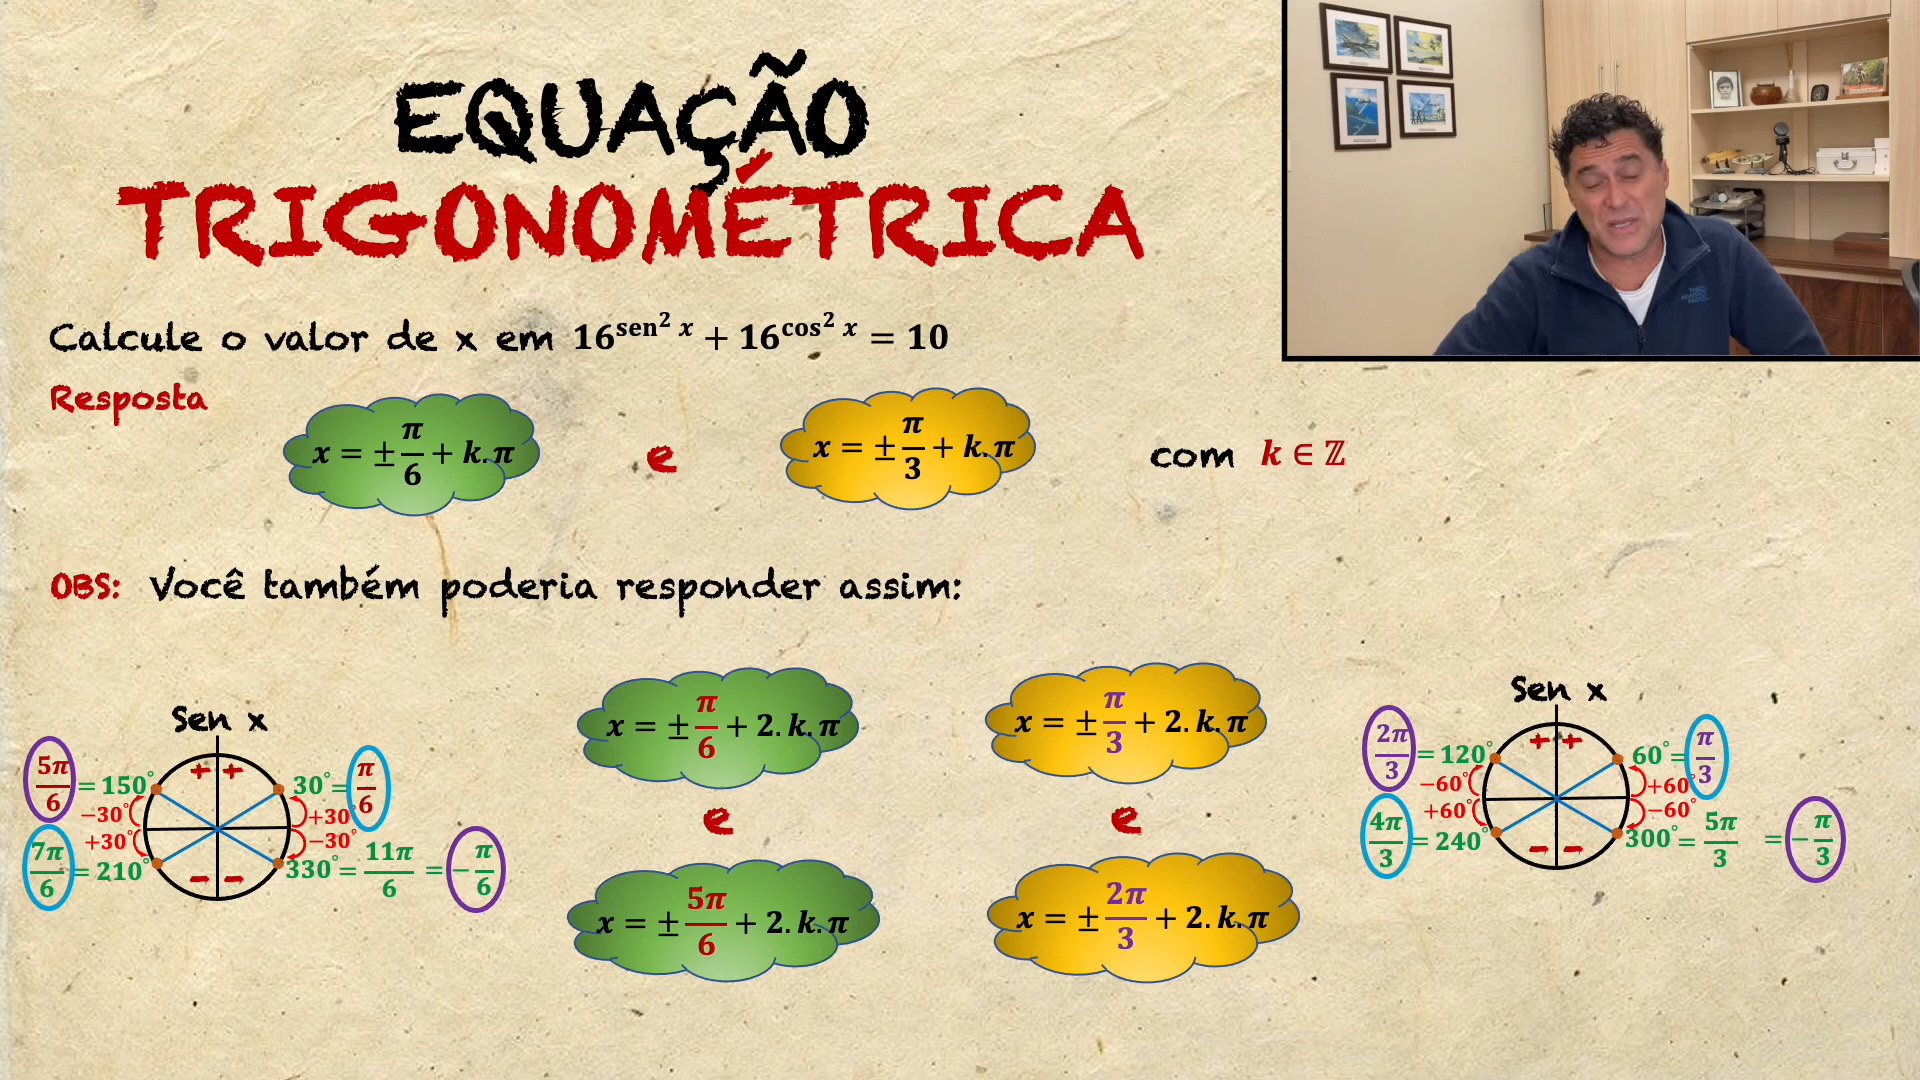 EQUAÇÃO
TRIGONOMÉTRICA
Calcule o valor de x em 16^(sen² x) + 16^(cos² x) = 10
Resposta
x = ± π/6 + k.π
e
x = ± π/3 + k.π
com k ∈ ℤ
OBS: Você também poderia responder assim:
Sen x
5π/6 = 150°
30° = π/6
−30°
+30°
+30°
−30°
7π/6 = 210°
330° = 11π/6 = −π/6
+ +
− −
x = ± π/6 + 2.k.π
e
x = ± 5π/6 + 2.k.π
x = ± π/3 + 2.k.π
e
x = ± 2π/3 + 2.k.π
Sen x
2π/3 = 120°
60° = π/3
−60°
+60°
+60°
−60°
4π/3 = 240°
300° = 5π/3 = −π/3
+ +
− −